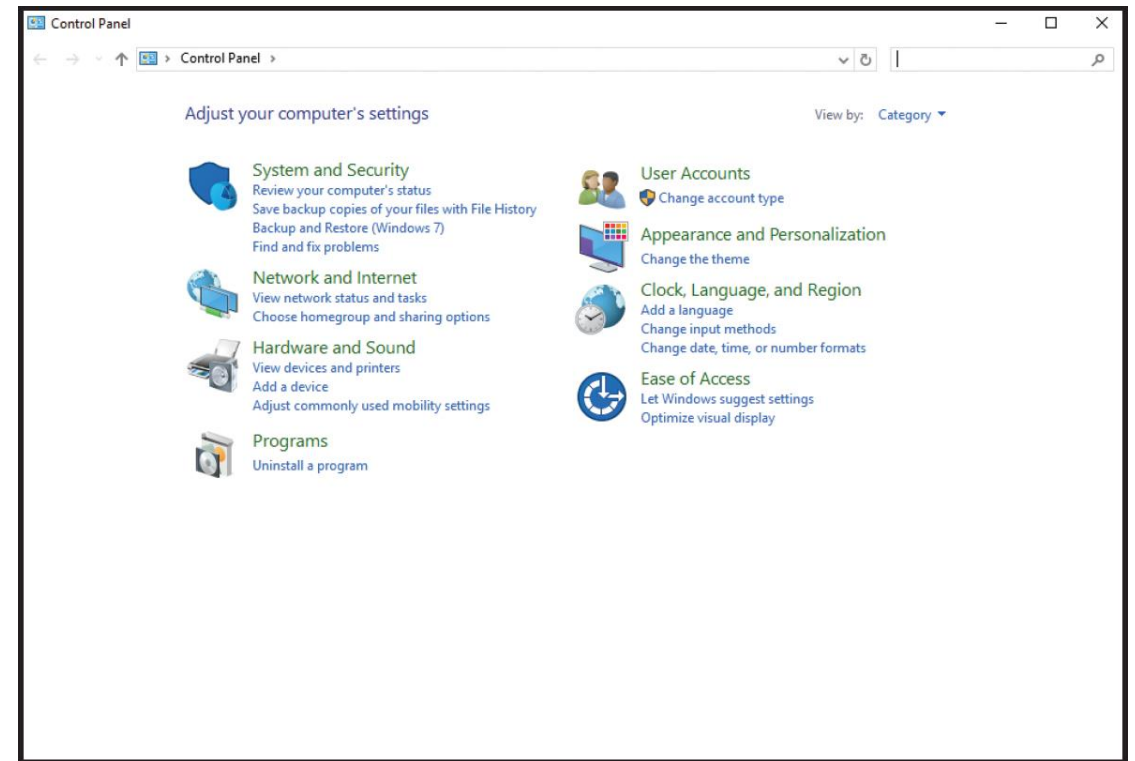 Control Panel
Control Panel
Adjust your computer's settings
View by: Category
System and Security
Review your computer's status
Save backup copies of your files with File History
Backup and Restore (Windows 7)
Find and fix problems
Network and Internet
View network status and tasks
Choose homegroup and sharing options
Hardware and Sound
View devices and printers
Add a device
Adjust commonly used mobility settings
Programs
Uninstall a program
User Accounts
Change account type
Appearance and Personalization
Change the theme
Clock, Language, and Region
Add a language
Change input methods
Change date, time, or number formats
Ease of Access
Let Windows suggest settings
Optimize visual display